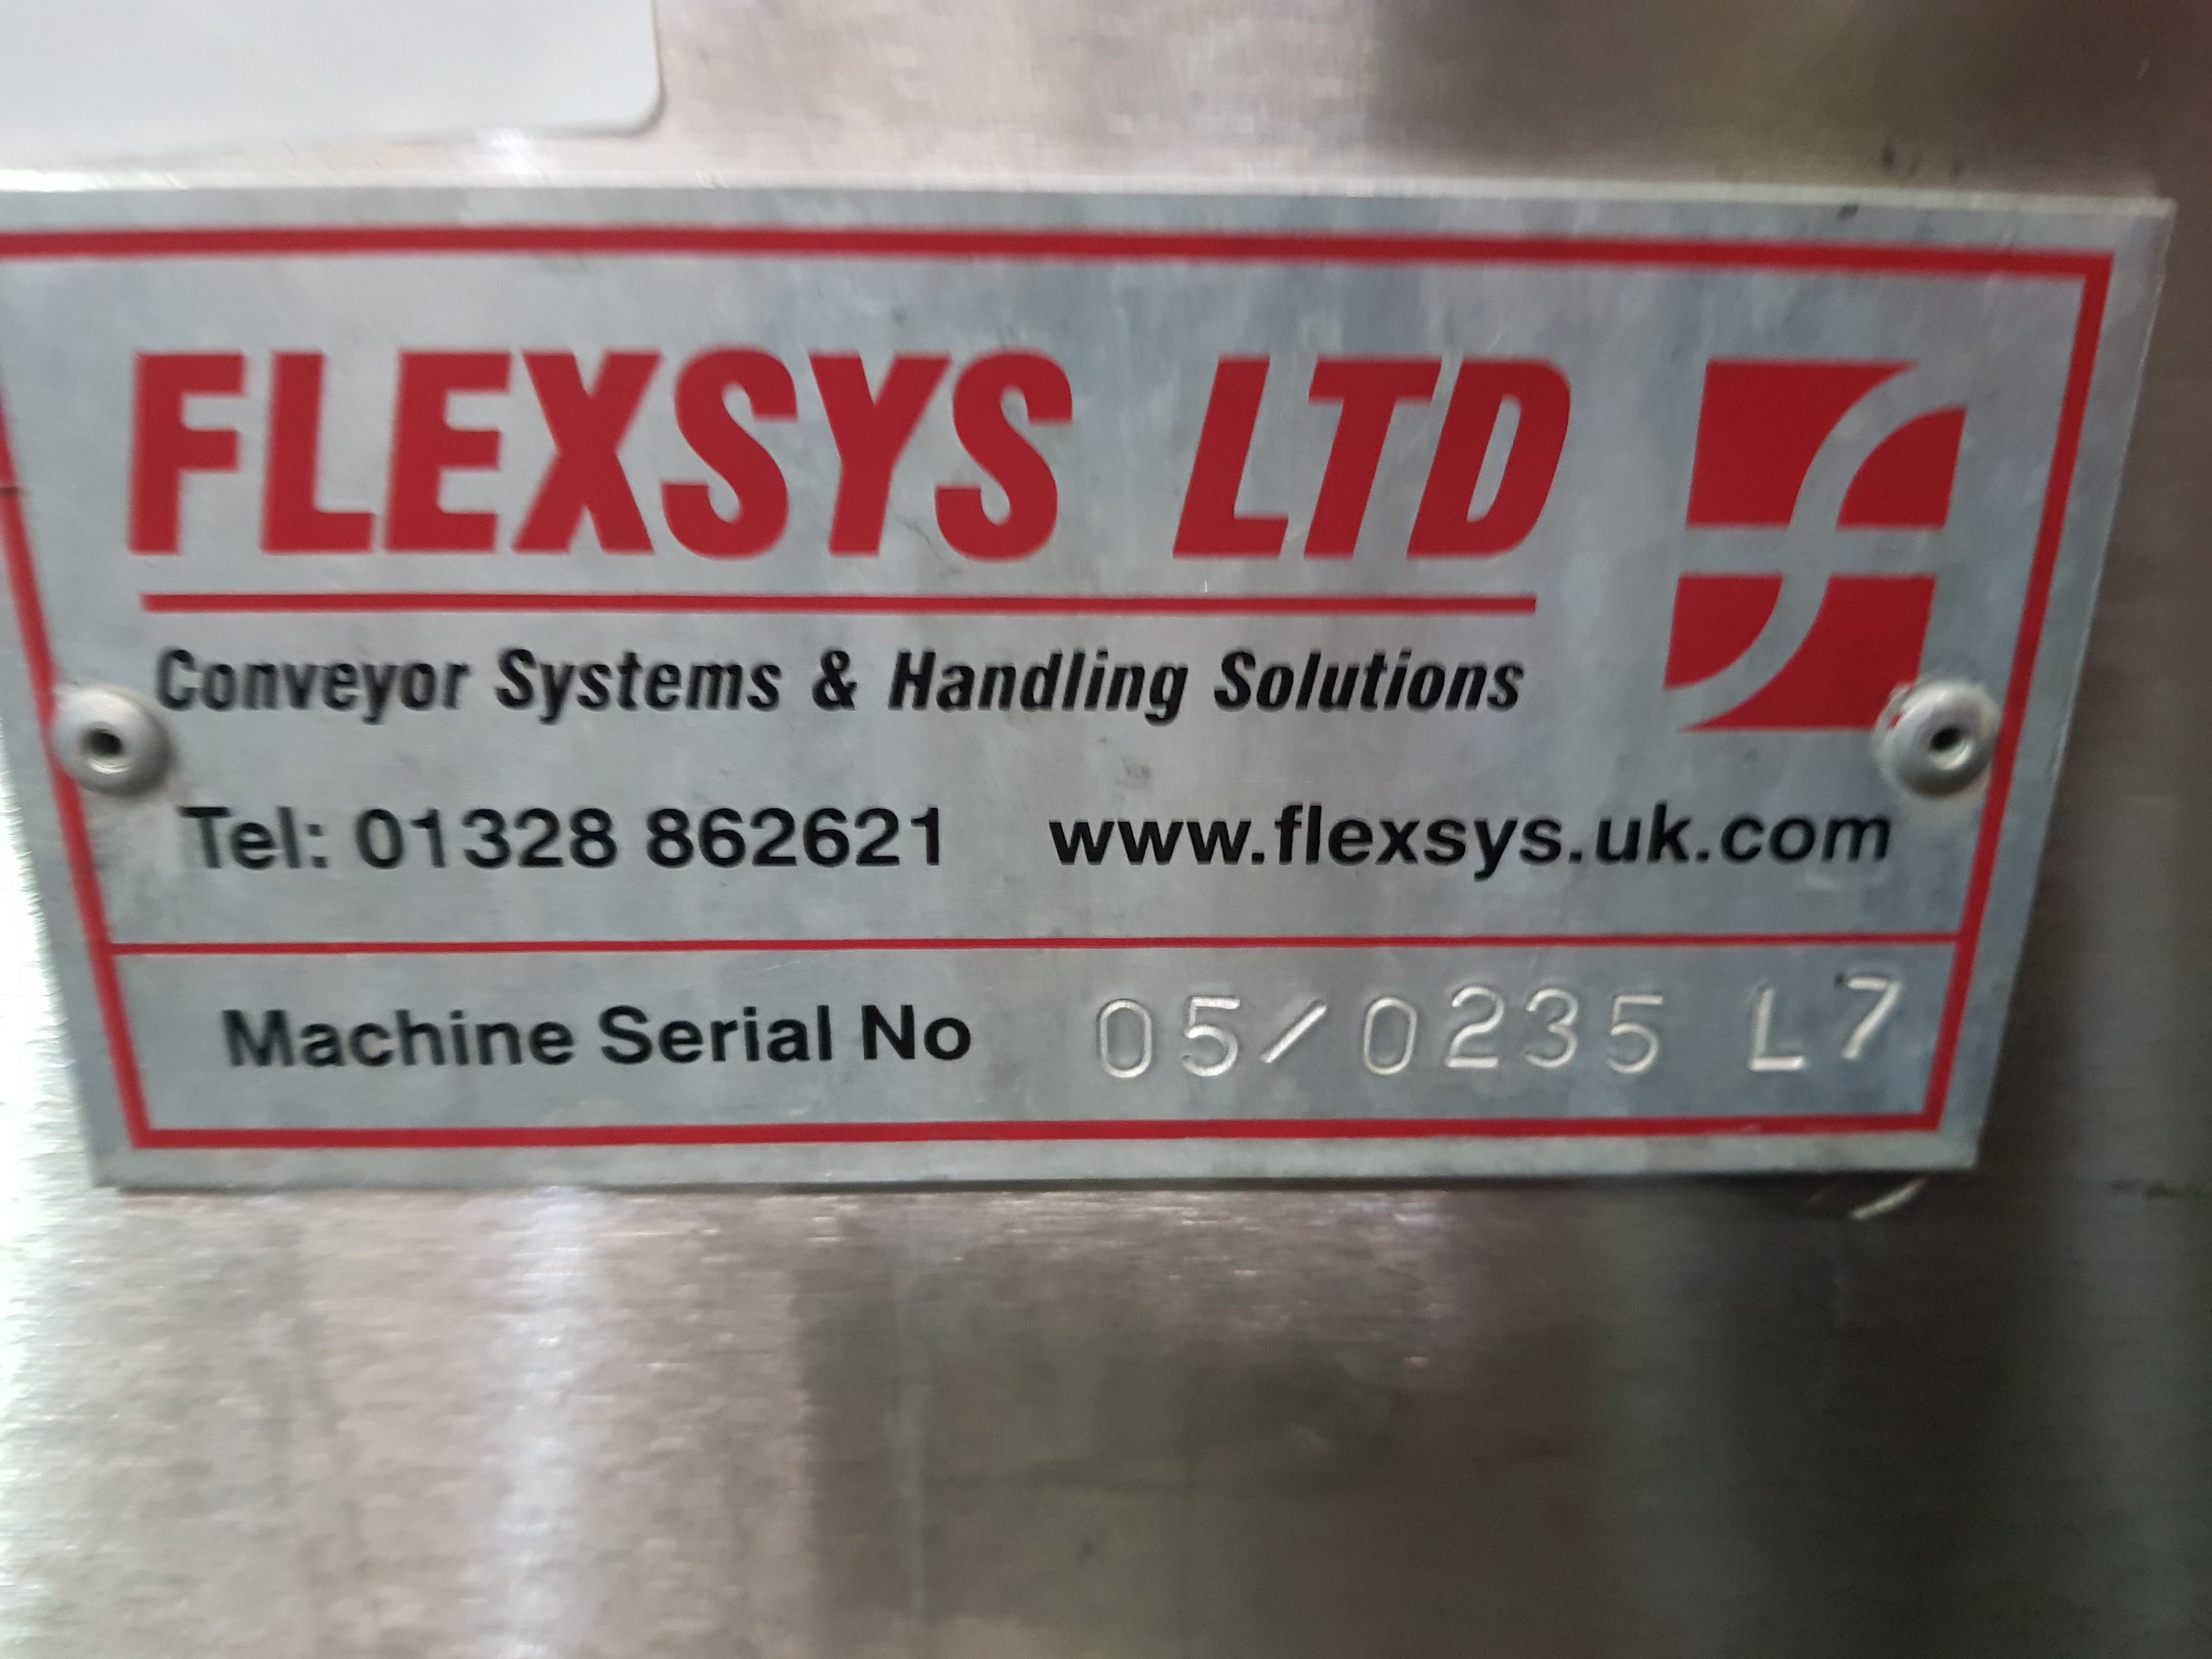 FLEXSYS LTD
Conveyor Systems & Handling Solutions
Tel: 01328 862621 www.flexsys.uk.com
Machine Serial No 05/0235 L7